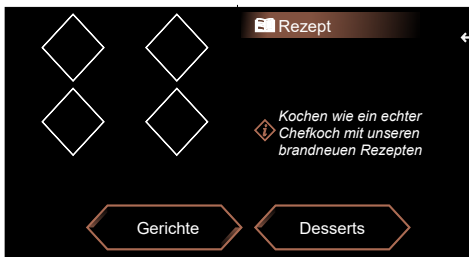 Rezept
Kochen wie ein echter
Chefkoch mit unseren
brandneuen Rezepten
Gerichte
Desserts